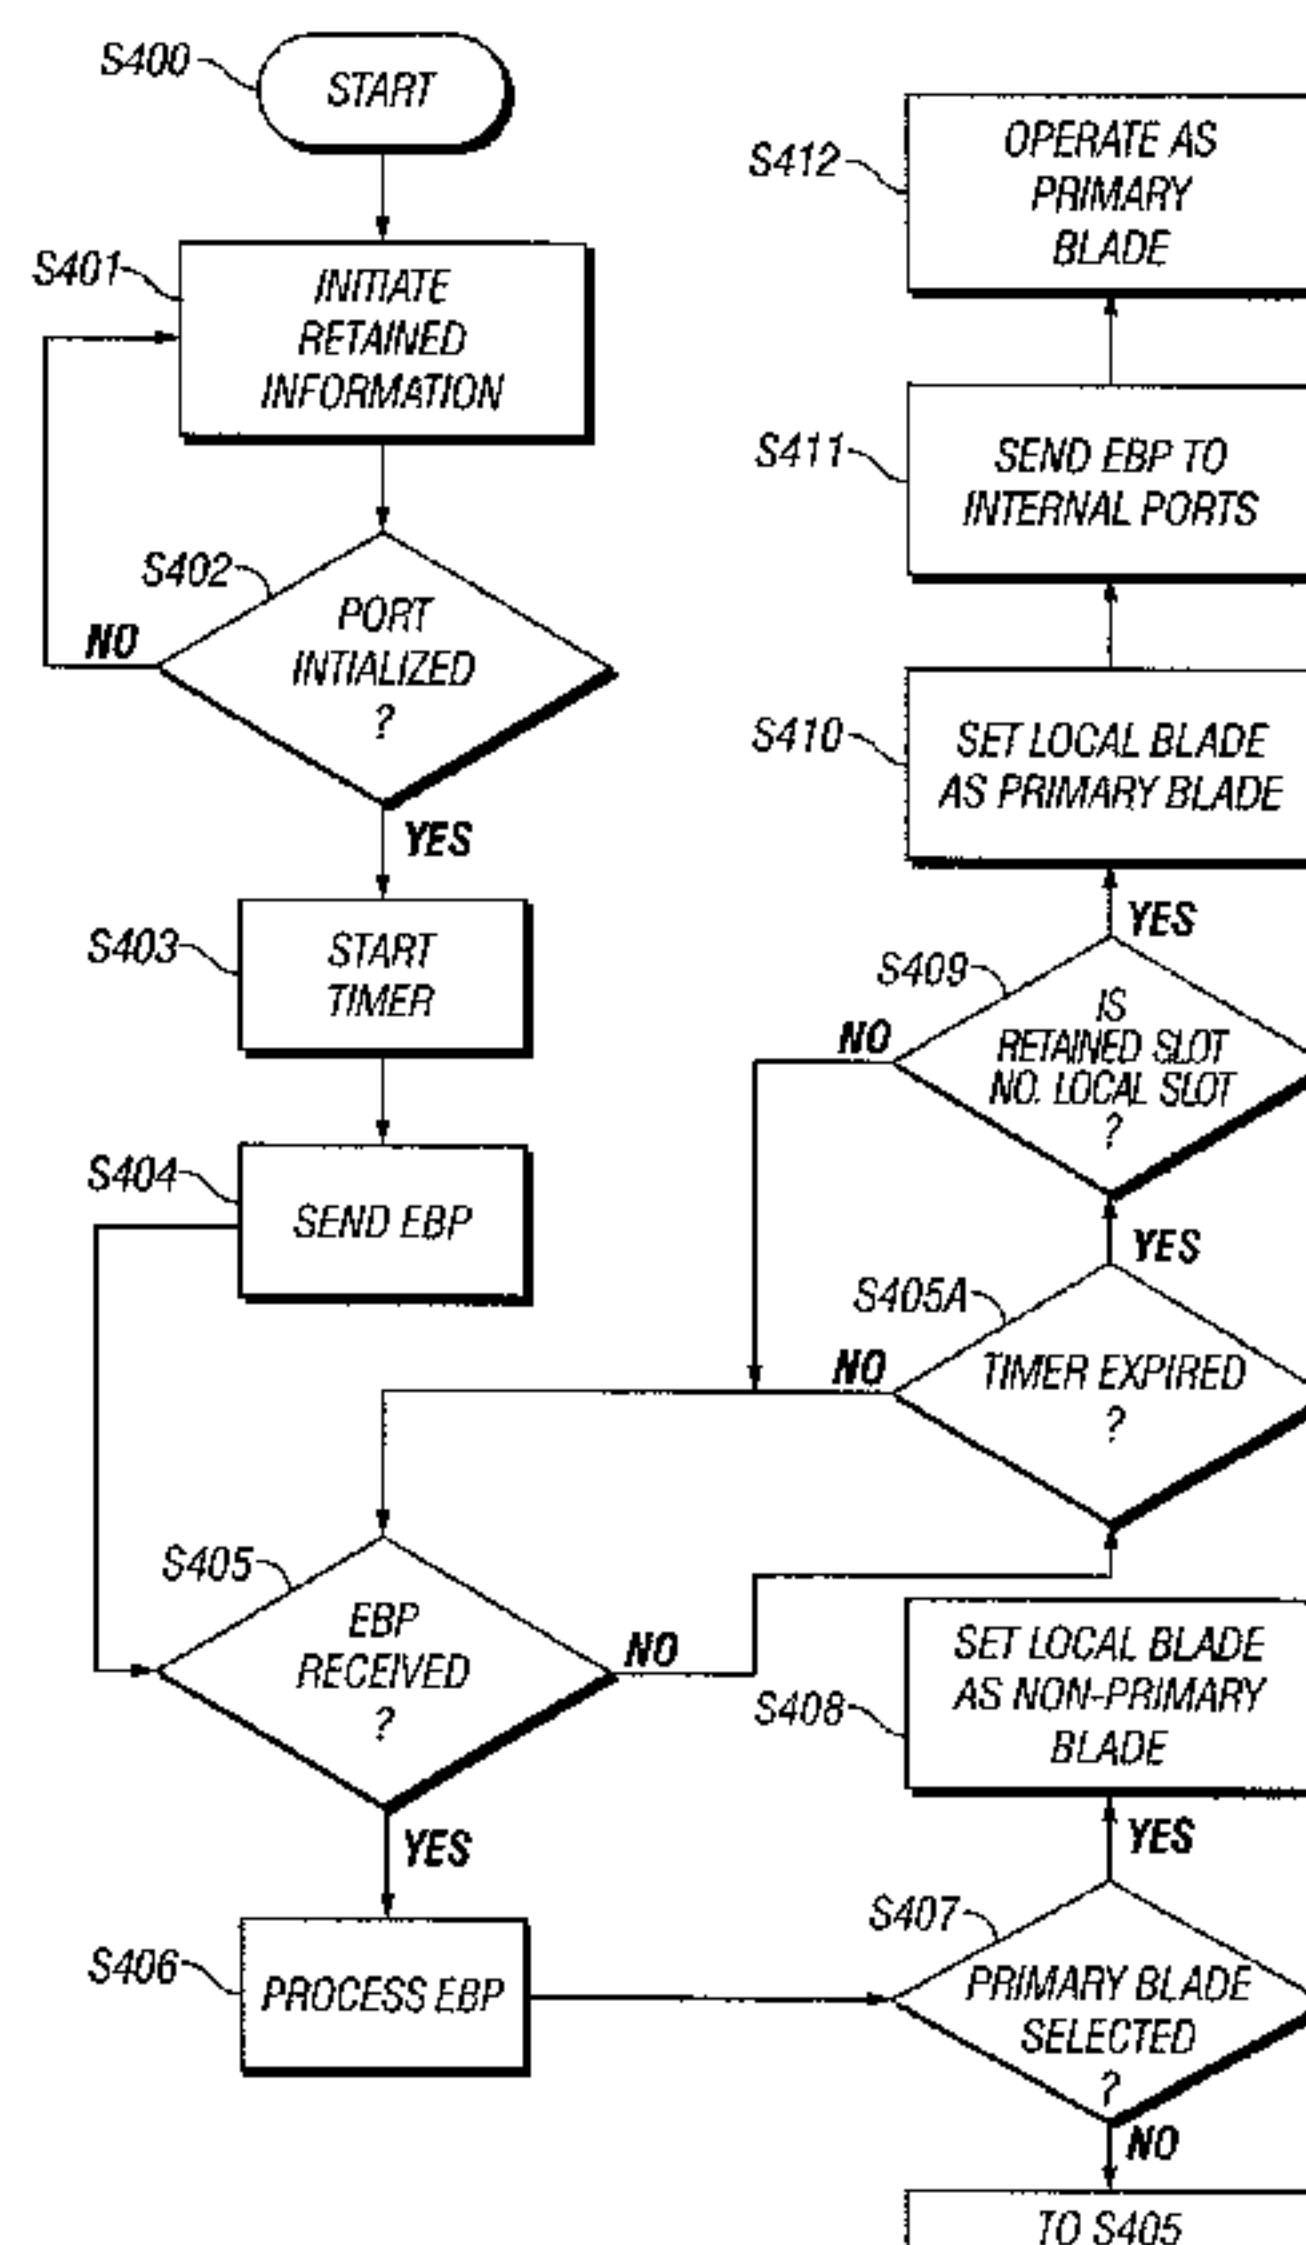 S400
START
S401
INITIATE
RETAINED
INFORMATION
S402
PORT
INTIALIZED
?
NO
YES
S403
START
TIMER
S404
SEND EBP
S405
EBP
RECEIVED
?
NO
YES
S406
PROCESS EBP
S412
OPERATE AS
PRIMARY
BLADE
S411
SEND EBP TO
INTERNAL PORTS
S410
SET LOCAL BLADE
AS PRIMARY BLADE
YES
S409
IS
RETAINED SLOT
NO. LOCAL SLOT
?
NO
YES
S405A
TIMER EXPIRED
?
NO
S408
SET LOCAL BLADE
AS NON-PRIMARY
BLADE
YES
S407
PRIMARY BLADE
SELECTED
?
NO
TO S405